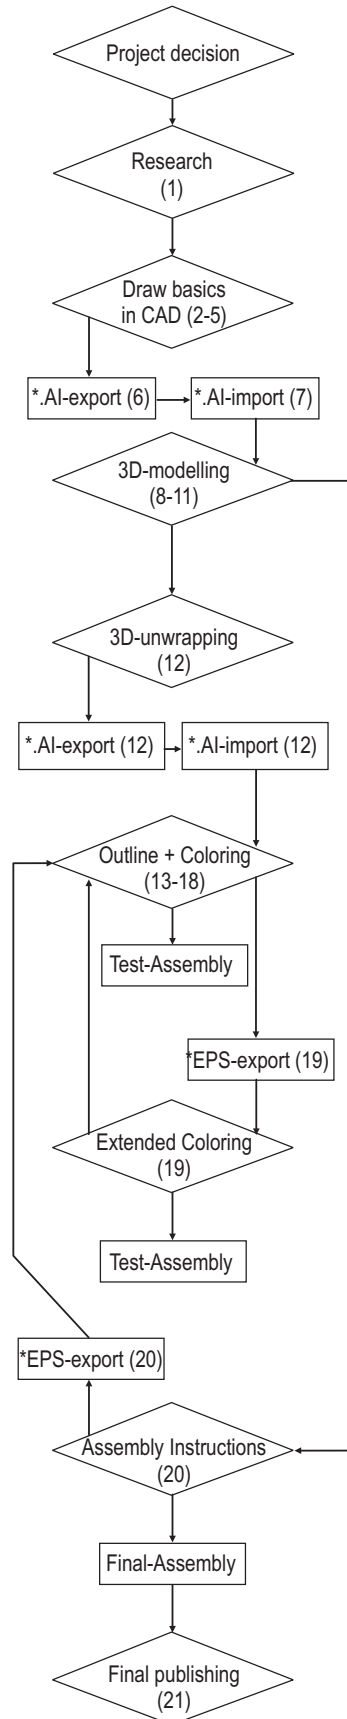 Project decision
Research
(1)
Draw basics
in CAD (2-5)
*.AI-export (6)
*.AI-import (7)
3D-modelling
(8-11)
3D-unwrapping
(12)
*.AI-export (12)
*.AI-import (12)
Outline + Coloring
(13-18)
Test-Assembly
*EPS-export (19)
Extended Coloring
(19)
Test-Assembly
*EPS-export (20)
Assembly Instructions
(20)
Final-Assembly
Final publishing
(21)